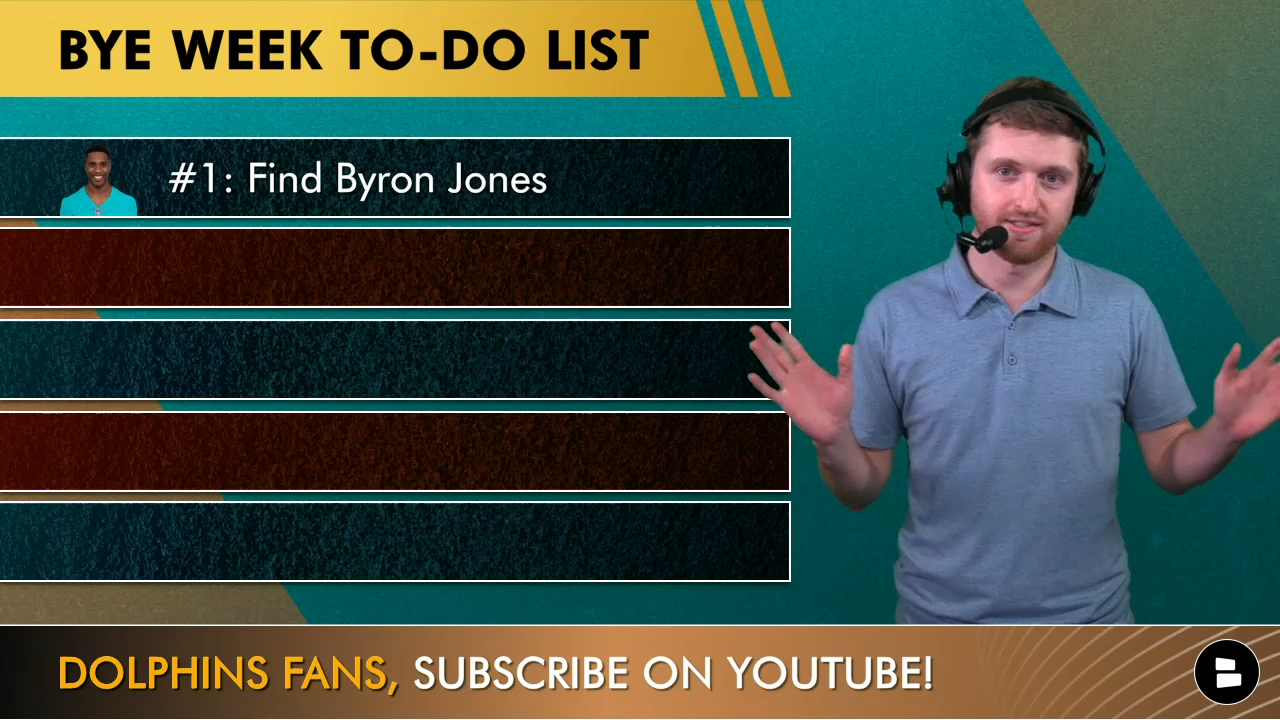 BYE WEEK TO-DO LIST
#1: Find Byron Jones
DOLPHINS FANS, SUBSCRIBE ON YOUTUBE!